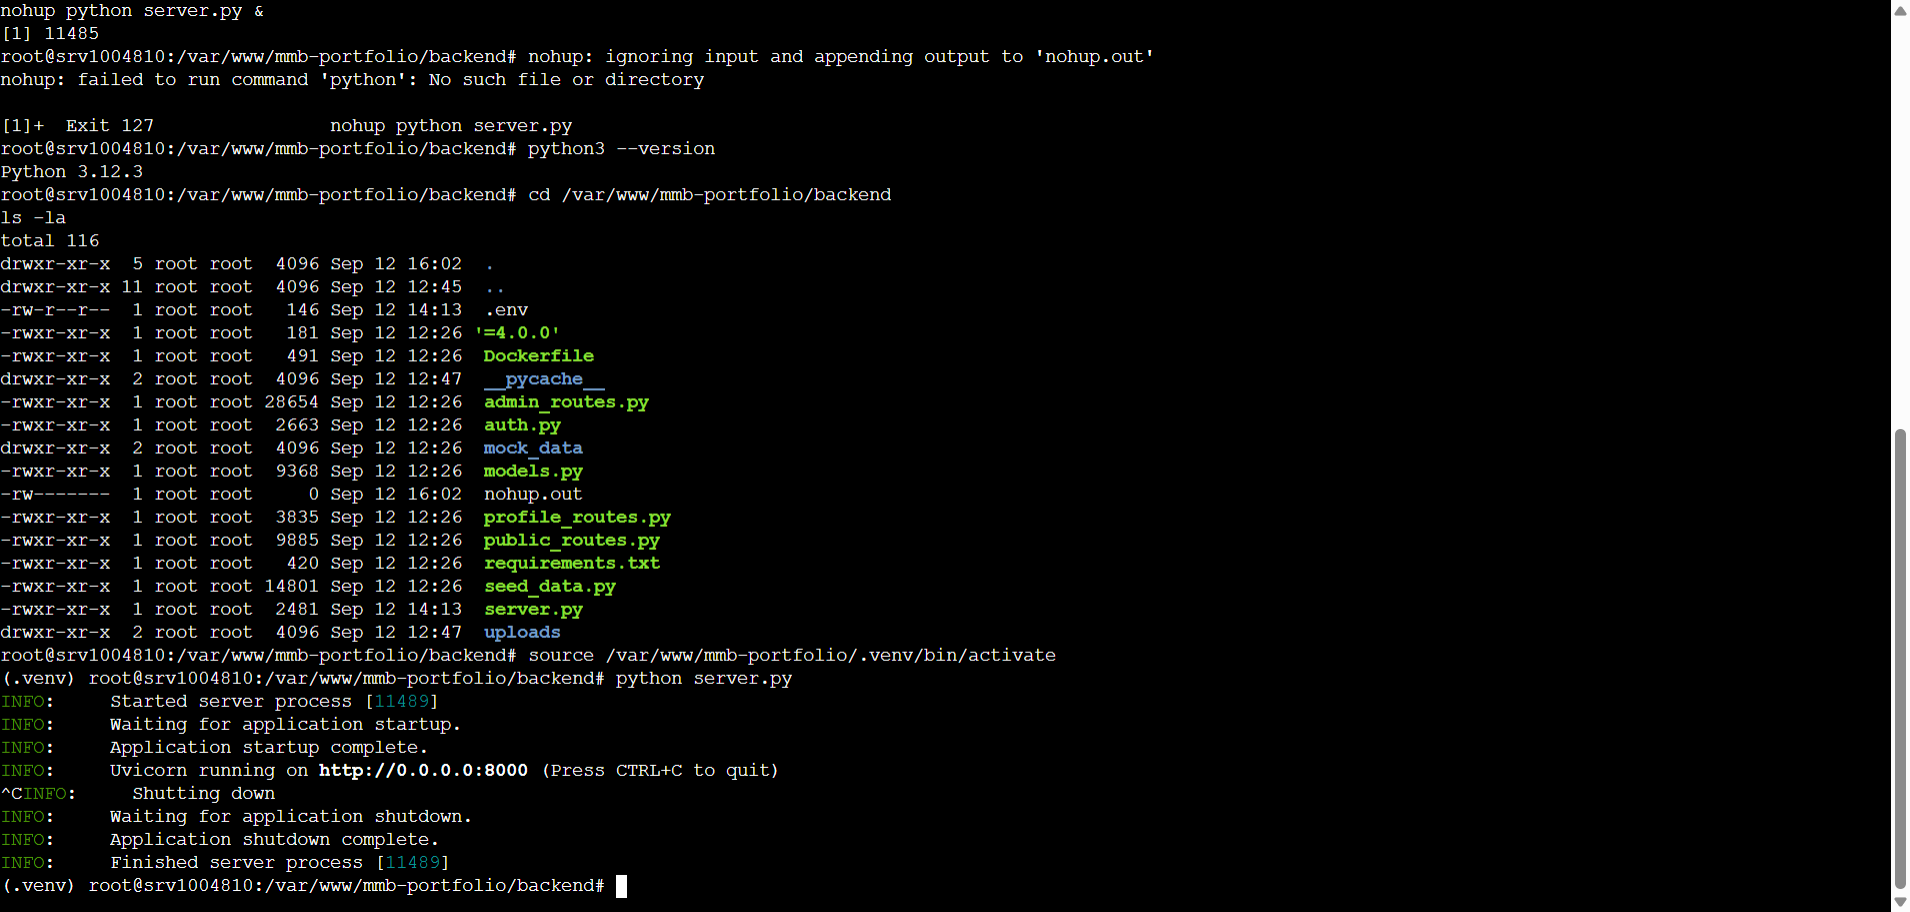 nohup python server.py &
[1] 11485
root@srv1004810:/var/www/mmb-portfolio/backend# nohup: ignoring input and appending output to 'nohup.out'
nohup: failed to run command 'python': No such file or directory
[1]+  Exit 127                nohup python server.py
root@srv1004810:/var/www/mmb-portfolio/backend# python3 --version
Python 3.12.3
root@srv1004810:/var/www/mmb-portfolio/backend# cd /var/www/mmb-portfolio/backend
ls -la
total 116
drwxr-xr-x  5 root root  4096 Sep 12 16:02  .
drwxr-xr-x 11 root root  4096 Sep 12 12:45  ..
-rw-r--r--  1 root root   146 Sep 12 14:13  .env
-rwxr-xr-x  1 root root   181 Sep 12 12:26 '=4.0.0'
-rwxr-xr-x  1 root root   491 Sep 12 12:26  Dockerfile
drwxr-xr-x  2 root root  4096 Sep 12 12:47  __pycache__
-rwxr-xr-x  1 root root 28654 Sep 12 12:26  admin_routes.py
-rwxr-xr-x  1 root root  2663 Sep 12 12:26  auth.py
drwxr-xr-x  2 root root  4096 Sep 12 12:26  mock_data
-rwxr-xr-x  1 root root  9368 Sep 12 12:26  models.py
-rw-------  1 root root     0 Sep 12 16:02  nohup.out
-rwxr-xr-x  1 root root  3835 Sep 12 12:26  profile_routes.py
-rwxr-xr-x  1 root root  9885 Sep 12 12:26  public_routes.py
-rwxr-xr-x  1 root root   420 Sep 12 12:26  requirements.txt
-rwxr-xr-x  1 root root 14801 Sep 12 12:26  seed_data.py
-rwxr-xr-x  1 root root  2481 Sep 12 14:13  server.py
drwxr-xr-x  2 root root  4096 Sep 12 12:47  uploads
root@srv1004810:/var/www/mmb-portfolio/backend# source /var/www/mmb-portfolio/.venv/bin/activate
(.venv) root@srv1004810:/var/www/mmb-portfolio/backend# python server.py
INFO:     Started server process [11489]
INFO:     Waiting for application startup.
INFO:     Application startup complete.
INFO:     Uvicorn running on http://0.0.0.0:8000 (Press CTRL+C to quit)
^CINFO:     Shutting down
INFO:     Waiting for application shutdown.
INFO:     Application shutdown complete.
INFO:     Finished server process [11489]
(.venv) root@srv1004810:/var/www/mmb-portfolio/backend#